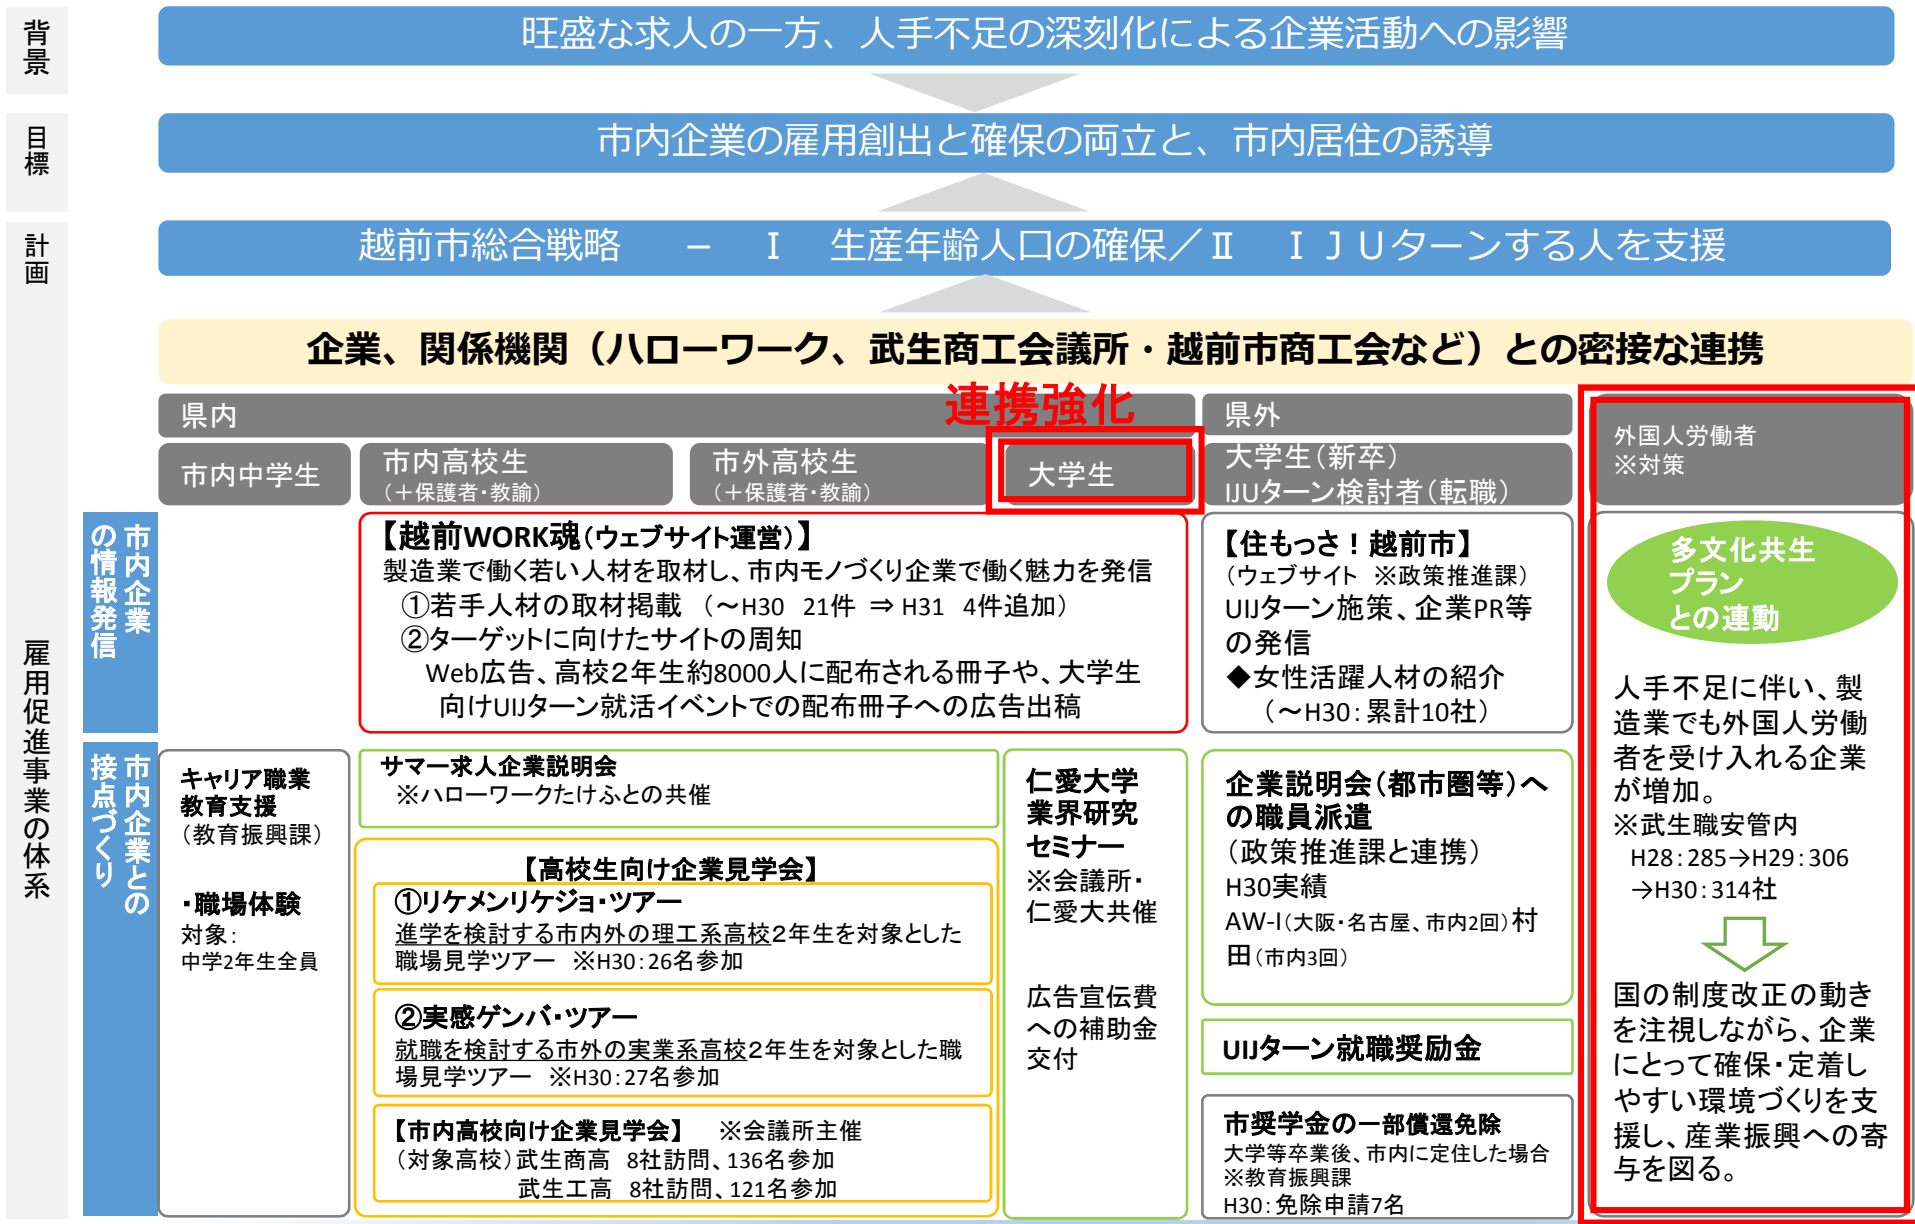 背景
旺盛な求人の一方、人手不足の深刻化による企業活動への影響
目標
市内企業の雇用創出と確保の両立と、市内居住の誘導
計画
越前市総合戦略　－　Ⅰ　生産年齢人口の確保／Ⅱ　ＩＪＵターンする人を支援
雇用促進事業の体系
企業、関係機関（ハローワーク、武生商工会議所・越前市商工会など）との密接な連携
連携強化
県内
県外
市内中学生
市内高校生
（＋保護者・教諭）
市外高校生
（＋保護者・教諭）
大学生
大学生（新卒）
IJUターン検討者（転職）
外国人労働者
※対策
市内企業
の情報発信
【越前WORK魂（ウェブサイト運営）】
製造業で働く若い人材を取材し、市内モノづくり企業で働く魅力を発信
①若手人材の取材掲載　（～H30　21件　⇒ H31　4件追加）
②ターゲットに向けたサイトの周知
Web広告、高校２年生約8000人に配布される冊子や、大学生
向けUIJターン就活イベントでの配布冊子への広告出稿
【住もっさ！越前市】
（ウェブサイト　※政策推進課）
UIJターン施策、企業PR等
の発信
◆女性活躍人材の紹介
（～H30：累計10社）
多文化共生
プラン
との連動
人手不足に伴い、製
造業でも外国人労働
者を受け入れる企業
が増加。
※武生職安管内
H28：285→H29：306
→H30：314社
国の制度改正の動き
を注視しながら、企業
にとって確保・定着し
やすい環境づくりを支
援し、産業振興への寄
与を図る。
市内企業との
接点づくり
キャリア職業
教育支援
（教育振興課）
・職場体験
対象：
中学2年生全員
サマー求人企業説明会
※ハローワークたけふとの共催
【高校生向け企業見学会】
①リケメンリケジョ・ツアー
進学を検討する市内外の理工系高校２年生を対象とした
職場見学ツアー　※H30：26名参加
②実感ゲンバ・ツアー
就職を検討する市外の実業系高校２年生を対象とした職
場見学ツアー　※H30：27名参加
【市内高校向け企業見学会】　※会議所主催
（対象高校）武生商高　8社訪問、136名参加
武生工高　8社訪問、121名参加
仁愛大学
業界研究
セミナー
※会議所・
仁愛大共催
広告宣伝費
への補助金
交付
企業説明会（都市圏等）へ
の職員派遣
（政策推進課と連携）
H30実績
AW-I（大阪・名古屋、市内2回）村
田（市内3回）
UIJターン就職奨励金
市奨学金の一部償還免除
大学等卒業後、市内に定住した場合
※教育振興課
H30：免除申請7名